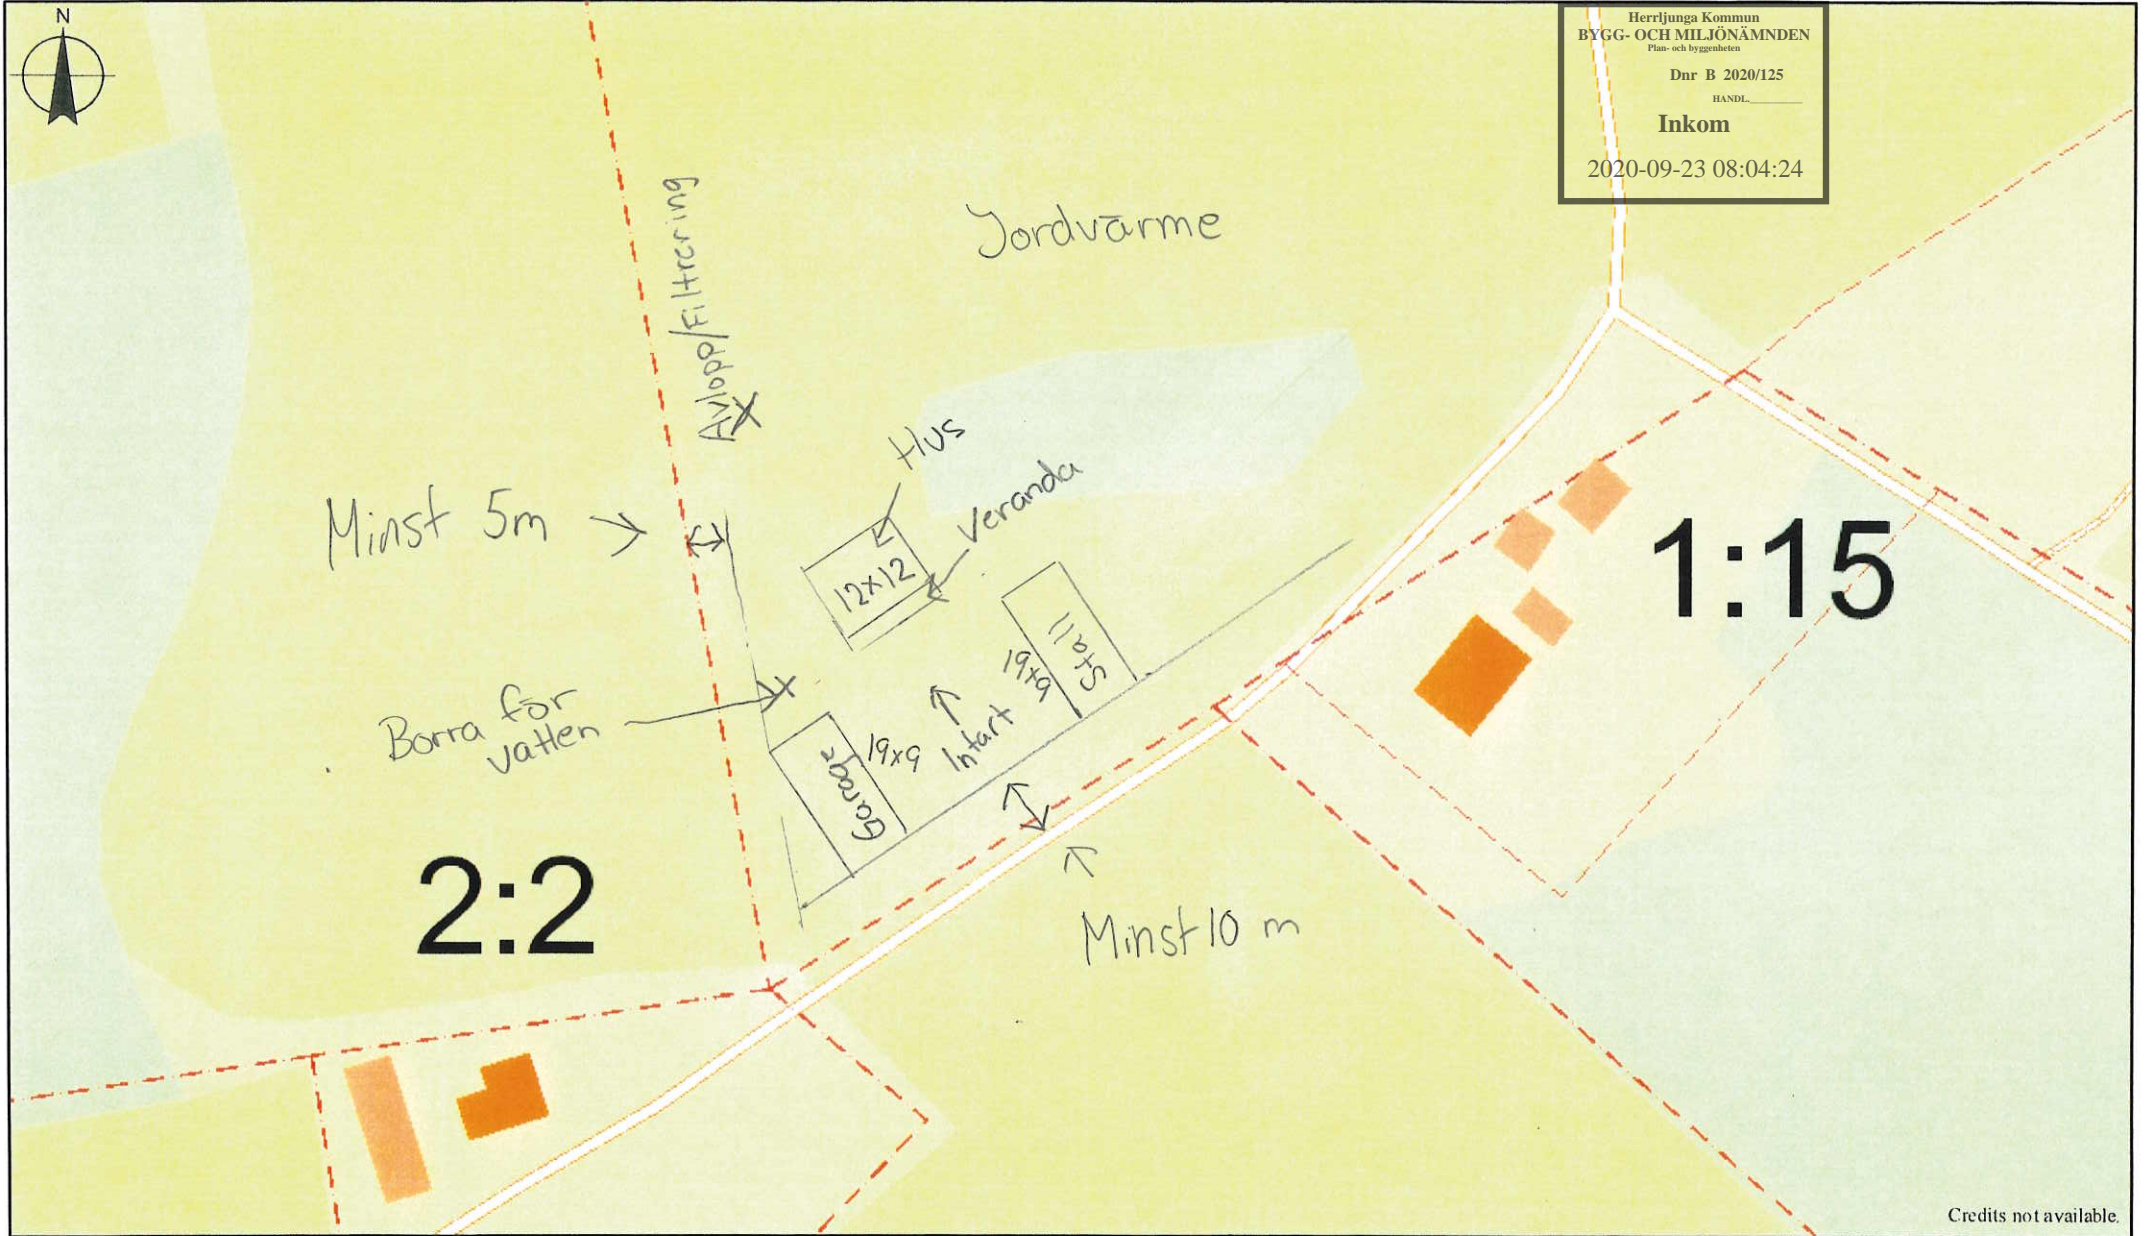 N
Herrljunga Kommun
BYGG- OCH MILJÖNÄMNDEN
Plan- och byggenheten
Dnr B 2020/125
HANDL.
Inkom
2020-09-23 08:04:24
Avlopp/Filtrering
Jordvärme
Hus
Veranda
Minst 5m
12x12
1:15
Stall
19x9
Borra för
vatten
Infart
19x9
Garage
2:2
Minst 10 m
Credits not available.